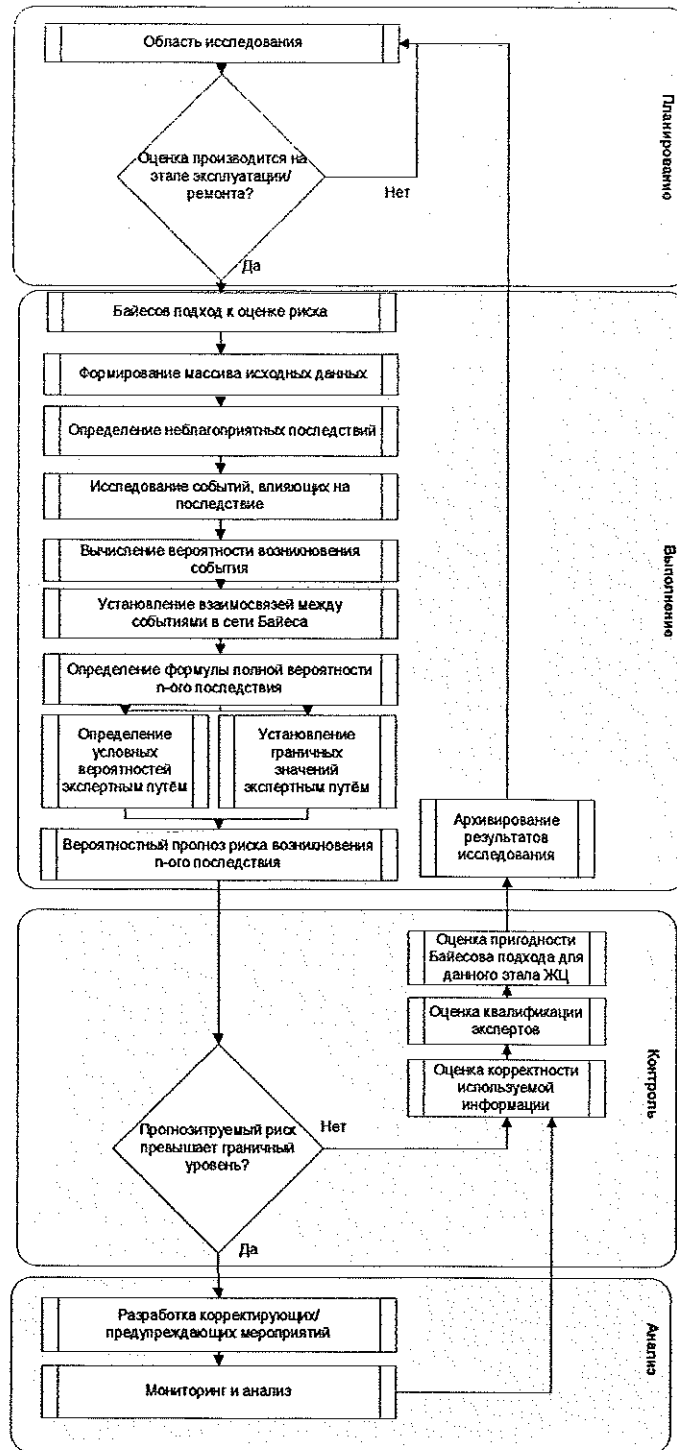 Область исследования
Оценка производится на
этапе эксплуатации/
ремонта?
Нет
Да
Планирование
Байесов подход к оценке риска
Формирование массива исходных данных
Определение неблагоприятных последствий
Исследование событий, влияющих на
последствие
Вычисление вероятности возникновения
события
Установление взаимосвязей между
событиями в сети Байеса
Определение формулы полной вероятности
n-ого последствия
Определение
условных
вероятностей
экспертным путём
Установление
граничных
значений
экспертным путём
Вероятностный прогноз риска возникновения
n-ого последствия
Архивирование
результатов
исследования
Выполнение
Оценка пригодности
Байесова подхода для
данного этапа ЖЦ
Оценка квалификации
экспертов
Оценка корректности
используемой
информации
Прогнозитруемый риск
превышает граничный
уровень?
Нет
Да
Контроль
Разработка корректирующих/
предупреждающих мероприятий
Мониторинг и анализ
Анализ